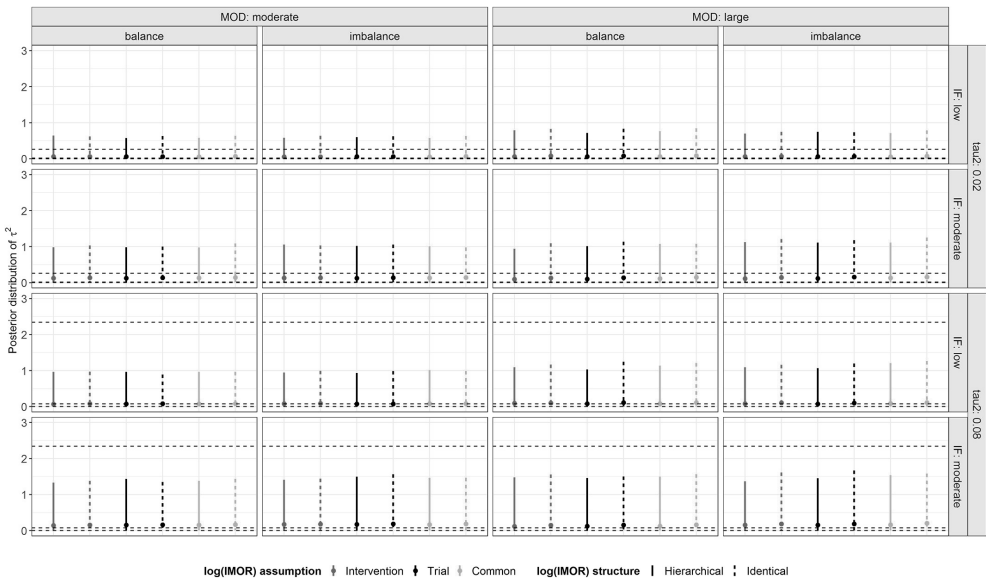 MOD: moderate MOD: large
balance imbalance balance imbalance
3
2
1
0
IF: low
3
2
1
0
IF: moderate
tau2: 0.02
3
2
1
0
IF: low
3
2
1
0
IF: moderate
tau2: 0.08
Posterior distribution of τ²
log(IMOR) assumption Intervention Trial Common log(IMOR) structure Hierarchical Identical